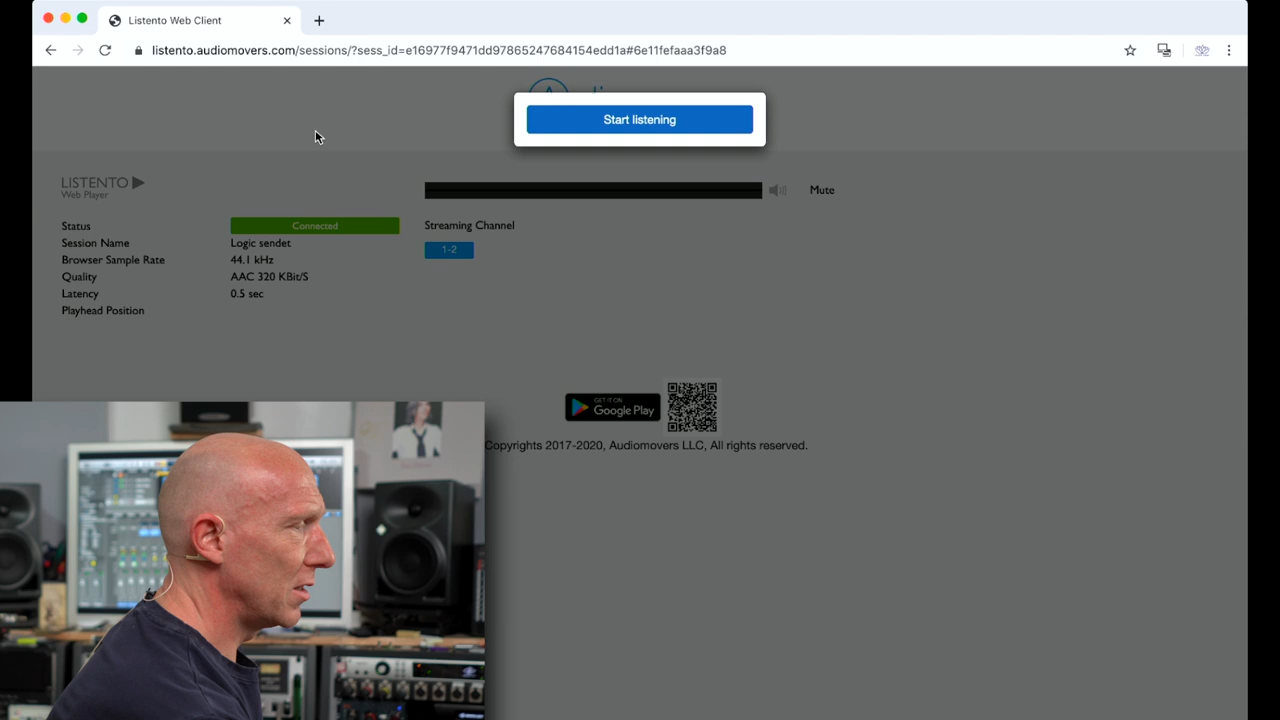 Listento Web Client
listento.audiomovers.com/sessions/?sess_id=e16977f9471dd97865247684154edd1a#6e11fefaaa3f9a8
Start listening
LISTENTO
Web Player
Mute
Status
Connected
Streaming Channel
Session Name
Logic sendet
1-2
Browser Sample Rate
44.1 kHz
Quality
AAC 320 KBit/S
Latency
0.5 sec
Playhead Position
GET IT ON
Google Play
Copyrights 2017-2020, Audiomovers LLC, All rights reserved.